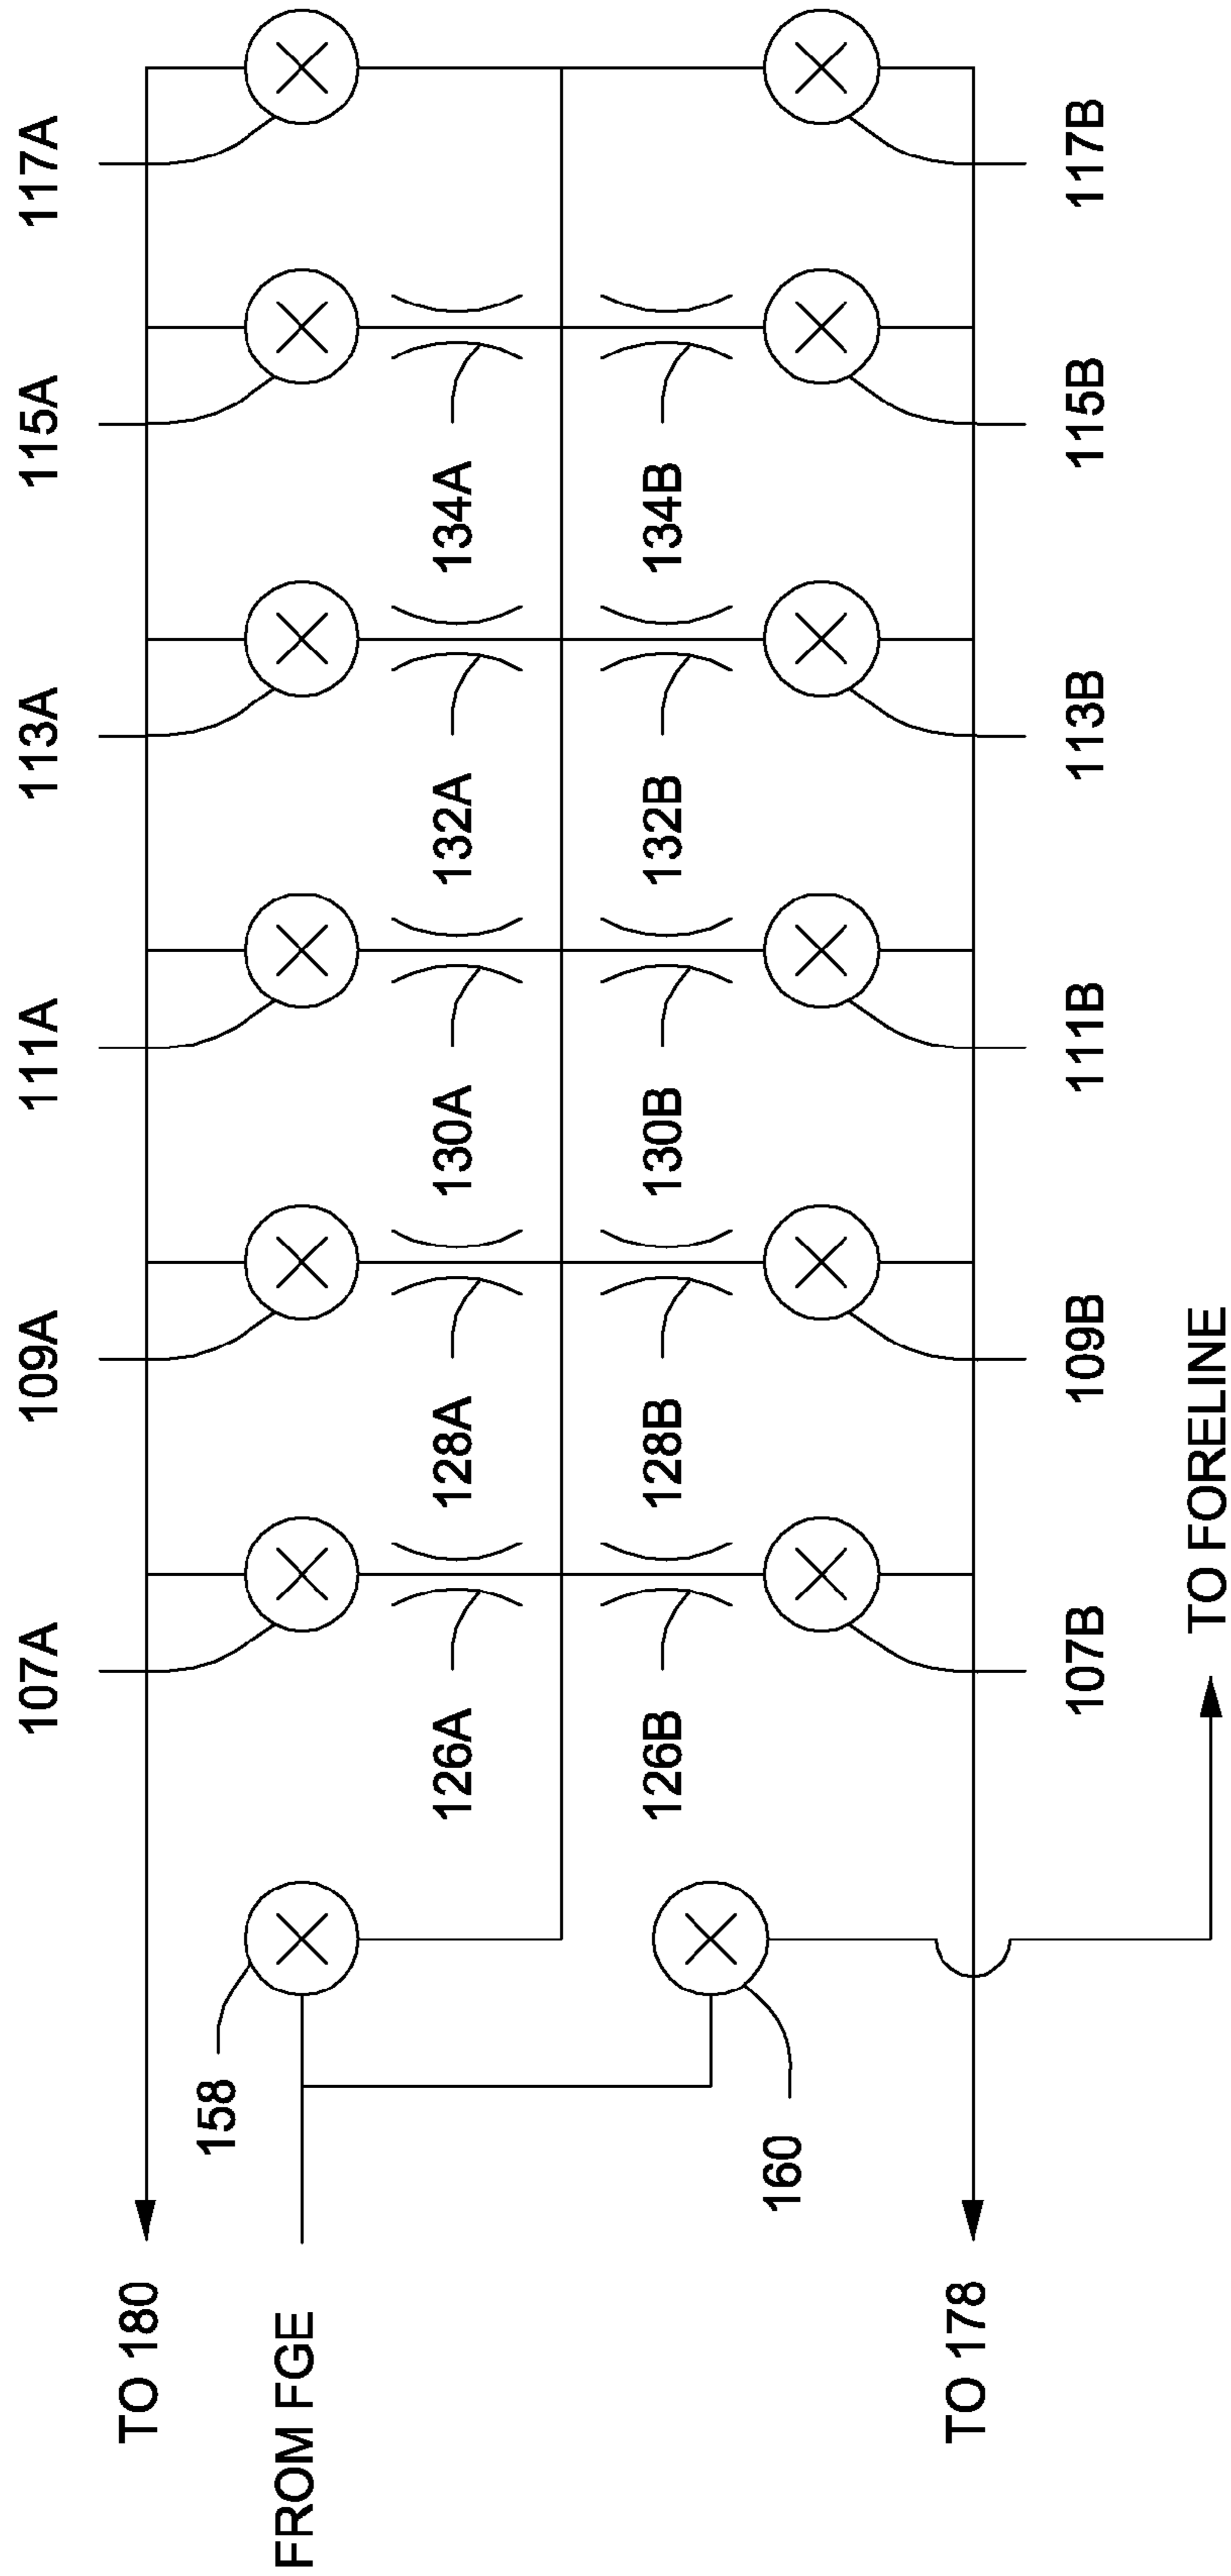 107A
109A
111A
113A
115A
117A
TO 180
158
FROM FGE
126A
128A
130A
132A
134A
126B
128B
130B
132B
134B
160
TO 178
107B
109B
111B
113B
115B
117B
TO FORELINE